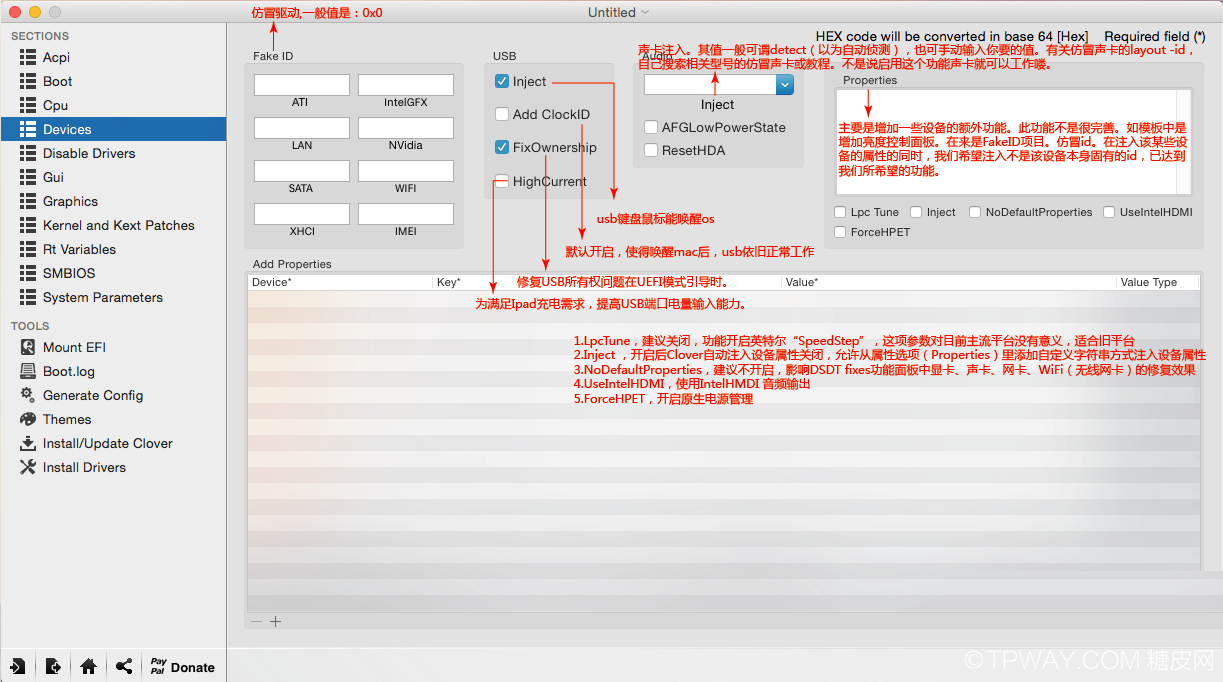 仿冒驱动,一般值是：0x0
Untitled
SECTIONS
Acpi
Boot
Cpu
Devices
Disable Drivers
Gui
Graphics
Kernel and Kext Patches
Rt Variables
SMBIOS
System Parameters
TOOLS
Mount EFI
Boot.log
Generate Config
Themes
Install/Update Clover
Install Drivers
PayPal Donate
HEX code will be converted in base 64 [Hex] Required field (*)
Fake ID
ATI
IntelGFX
LAN
NVidia
SATA
WIFI
XHCI
IMEI
USB
Inject
Add ClockID
FixOwnership
HighCurrent
usb键盘鼠标能唤醒os
默认开启，使得唤醒mac后，usb依旧正常工作
修复USB所有权问题在UEFI模式引导时。
为满足Ipad充电需求，提高USB端口电量输入能力。
Audio
声卡注入。其值一般可谓detect（以为自动侦测），也可手动输入你要的值。有关仿冒声卡的layout -id，
自己搜索相关型号的仿冒声卡或教程。不是说启用这个功能声卡就可以工作喽。
Inject
AFGLowPowerState
ResetHDA
Properties
主要是增加一些设备的额外功能。此功能不是很完善。如模板中是
增加亮度控制面板。在来是FakeID项目。仿冒id。在注入该某些设
备的属性的同时，我们希望注入不是该设备本身固有的id，已达到
我们所希望的功能。
Lpc Tune
Inject
NoDefaultProperties
UseIntelHDMI
ForceHPET
Add Properties
Device*
Key*
Value*
Value Type
1.LpcTune，建议关闭，功能开启英特尔“SpeedStep”，这项参数对目前主流平台没有意义，适合旧平台
2.Inject ，开启后Clover自动注入设备属性关闭，允许从属性选项（Properties）里添加自定义字符串方式注入设备属性
3.NoDefaultProperties，建议不开启，影响DSDT fixes功能面板中显卡、声卡、网卡、WiFi（无线网卡）的修复效果
4.UseIntelHDMI，使用IntelHMDI 音频输出
5.ForceHPET，开启原生电源管理
©TPWAY.COM 糖皮网